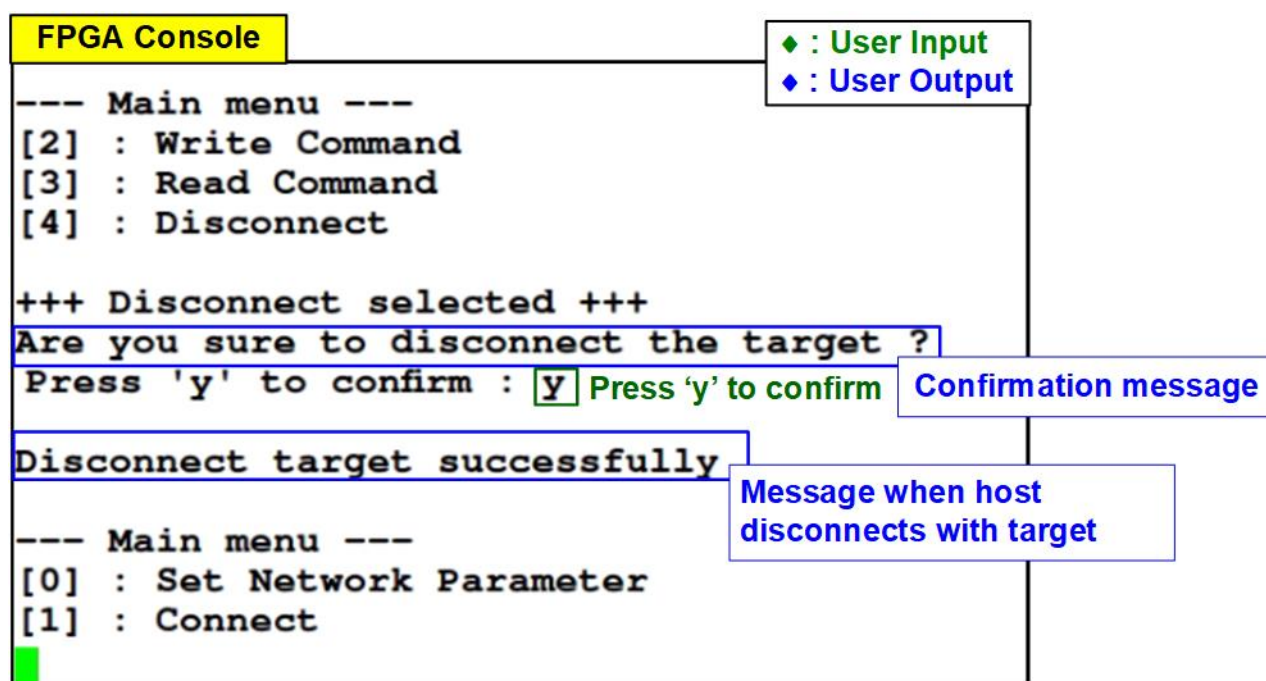 FPGA Console
◆ : User Input
◆ : User Output
--- Main menu ---
[2] : Write Command
[3] : Read Command
[4] : Disconnect
+++ Disconnect selected +++
Are you sure to disconnect the target ?
Press 'y' to confirm : y Press ‘y’ to confirm
Confirmation message
Disconnect target successfully
Message when host
disconnects with target
--- Main menu ---
[0] : Set Network Parameter
[1] : Connect